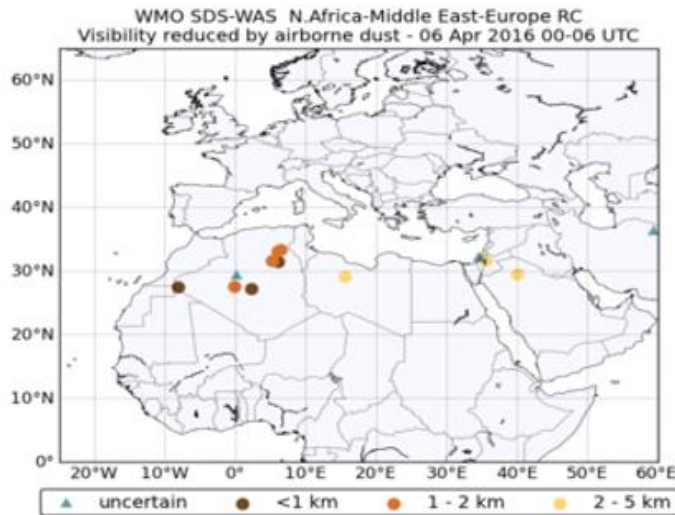 WMO SDS-WAS N.Africa-Middle East-Europe RC
Visibility reduced by airborne dust - 06 Apr 2016 00-06 UTC
60°N
50°N
40°N
30°N
20°N
10°N
0°
20°W 10°W 0° 10°E 20°E 30°E 40°E 50°E 60°E
uncertain <1 km 1 - 2 km 2 - 5 km